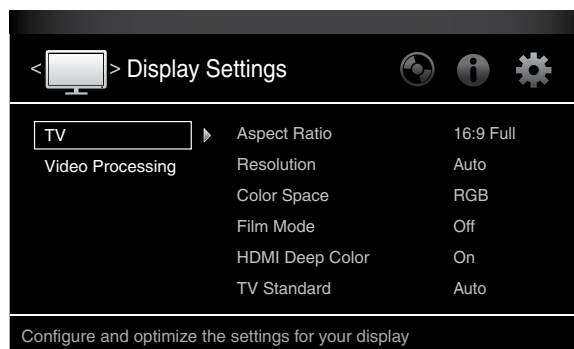 < > Display Settings
TV
Video Processing
Aspect Ratio 16:9 Full
Resolution Auto
Color Space RGB
Film Mode Off
HDMI Deep Color On
TV Standard Auto
Configure and optimize the settings for your display